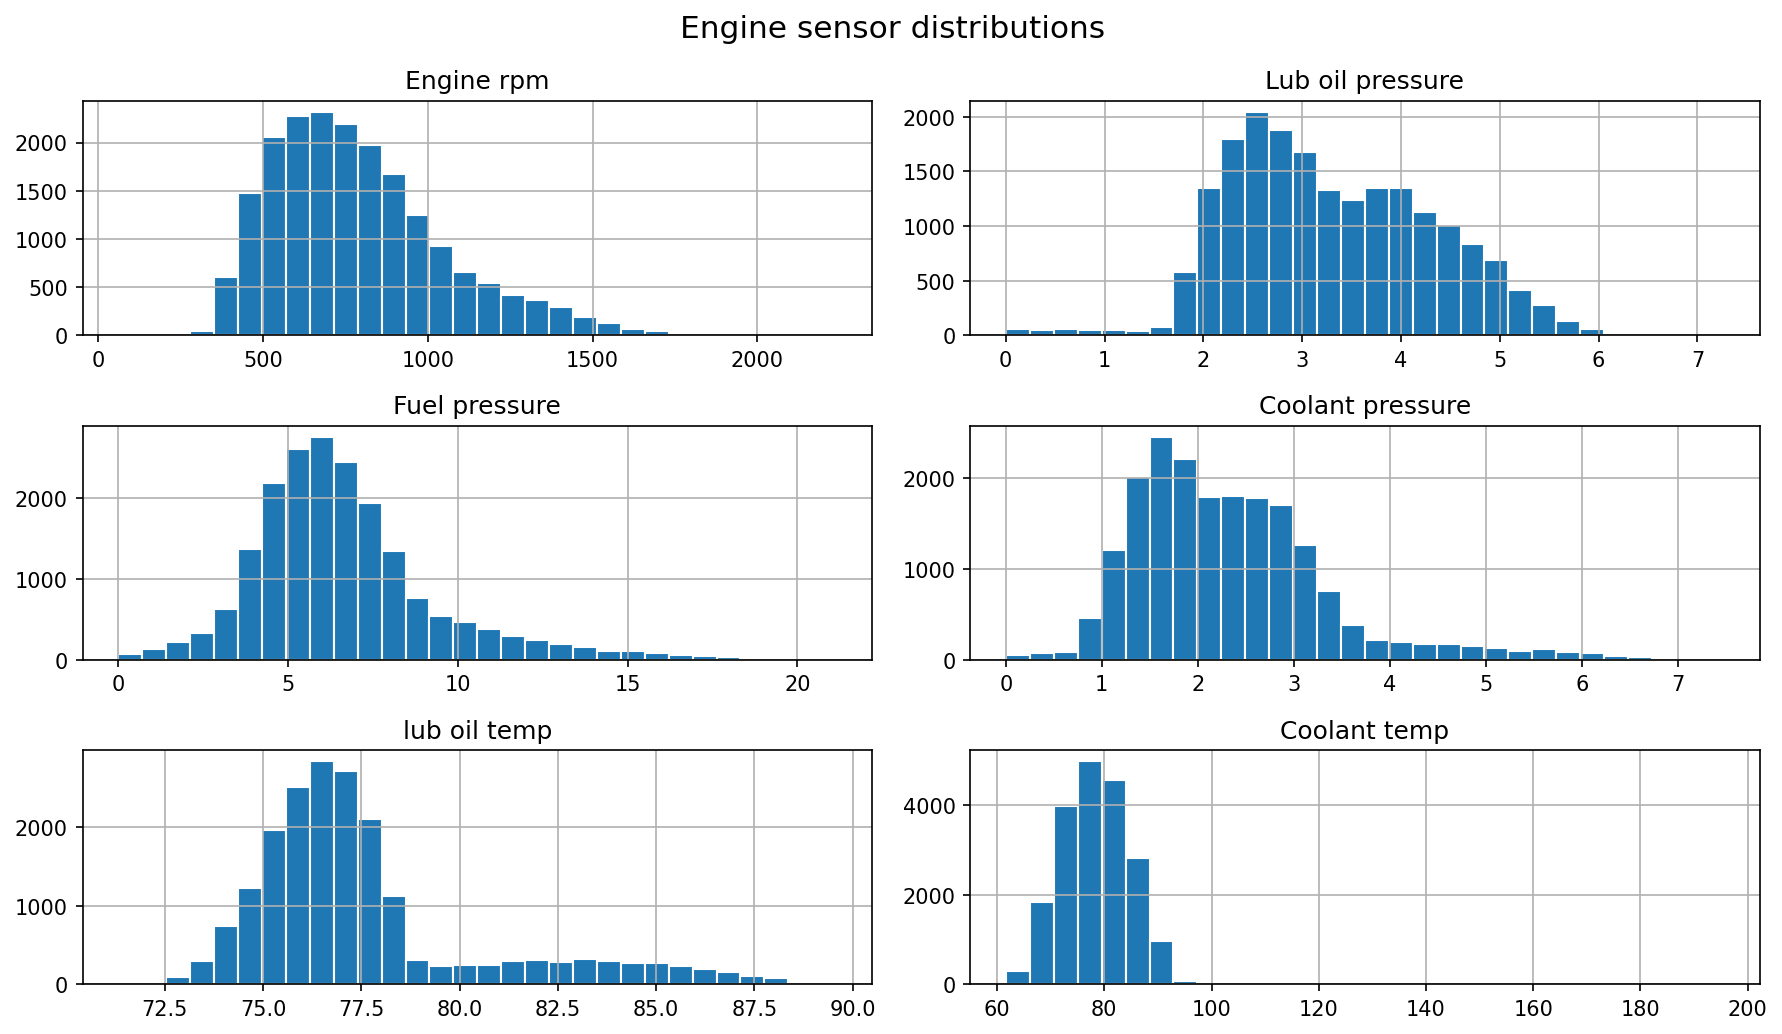 Engine sensor distributions
Engine rpm
2000
1500
1000
500
0
0 500 1000 1500 2000
Lub oil pressure
2000
1500
1000
500
0
0 1 2 3 4 5 6 7
Fuel pressure
2000
1000
0
0 5 10 15 20
Coolant pressure
2000
1000
0
0 1 2 3 4 5 6 7
lub oil temp
2000
1000
0
72.5 75.0 77.5 80.0 82.5 85.0 87.5 90.0
Coolant temp
4000
2000
0
60 80 100 120 140 160 180 200